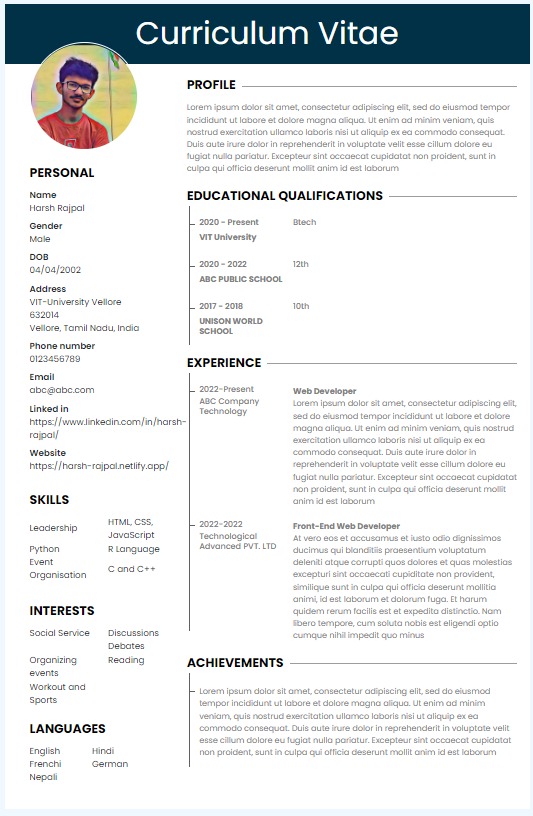 Curriculum Vitae
PERSONAL
Name
Harsh Rajpal
Gender
Male
DOB
04/04/2002
Address
VIT-University Vellore
632014
Vellore, Tamil Nadu, India
Phone number
0123456789
Email
abc@abc.com
Linked in
https://www.linkedin.com/in/harsh-
rajpal/
Website
https://harsh-rajpal.netlify.app/
SKILLS
Leadership
HTML, CSS,
JavaScript
Python
R Language
Event
Organisation
C and C++
INTERESTS
Social Service
Discussions
Debates
Organizing
events
Reading
Workout and
Sports
LANGUAGES
English
Hindi
Frenchi
German
Nepali
PROFILE
Lorem ipsum dolor sit amet, consectetur adipiscing elit, sed do eiusmod tempor
incididunt ut labore et dolore magna aliqua. Ut enim ad minim veniam, quis
nostrud exercitation ullamco laboris nisi ut aliquip ex ea commodo consequat.
Duis aute irure dolor in reprehenderit in voluptate velit esse cillum dolore eu
fugiat nulla pariatur. Excepteur sint occaecat cupidatat non proident, sunt in
culpa qui officia deserunt mollit anim id est laborum
EDUCATIONAL QUALIFICATIONS
2020 - Present
Btech
VIT University
2020 - 2022
12th
ABC PUBLIC SCHOOL
2017 - 2018
10th
UNISON WORLD
SCHOOL
EXPERIENCE
2022-Present
ABC Company
Technology
Web Developer
Lorem ipsum dolor sit amet, consectetur adipiscing elit,
sed do eiusmod tempor incididunt ut labore et dolore
magna aliqua. Ut enim ad minim veniam, quis nostrud
exercitation ullamco laboris nisi ut aliquip ex ea
commodo consequat. Duis aute irure dolor in
reprehenderit in voluptate velit esse cillum dolore eu
fugiat nulla pariatur. Excepteur sint occaecat cupidatat
non proident, sunt in culpa qui officia deserunt mollit
anim id est laborum
2022-2022
Technological
Advanced PVT. LTD
Front-End Web Developer
At vero eos et accusamus et iusto odio dignissimos
ducimus qui blanditiis praesentium voluptatum
deleniti atque corrupti quos dolores et quas molestias
excepturi sint occaecati cupiditate non provident,
similique sunt in culpa qui officia deserunt mollitia
animi, id est laborum et dolorum fuga. Et harum
quidem rerum facilis est et expedita distinctio. Nam
libero tempore, cum soluta nobis est eligendi optio
cumque nihil impedit quo minus
ACHIEVEMENTS
Lorem ipsum dolor sit amet, consectetur adipiscing elit, sed do eiusmod
tempor incididunt ut labore et dolore magna aliqua. Ut enim ad minim
veniam, quis nostrud exercitation ullamco laboris nisi ut aliquip ex ea
commodo consequat. Duis aute irure dolor in reprehenderit in voluptate
velit esse cillum dolore eu fugiat nulla pariatur. Excepteur sint occaecat cupidatat
non proident, sunt in culpa qui officia deserunt mollit anim id est laborum